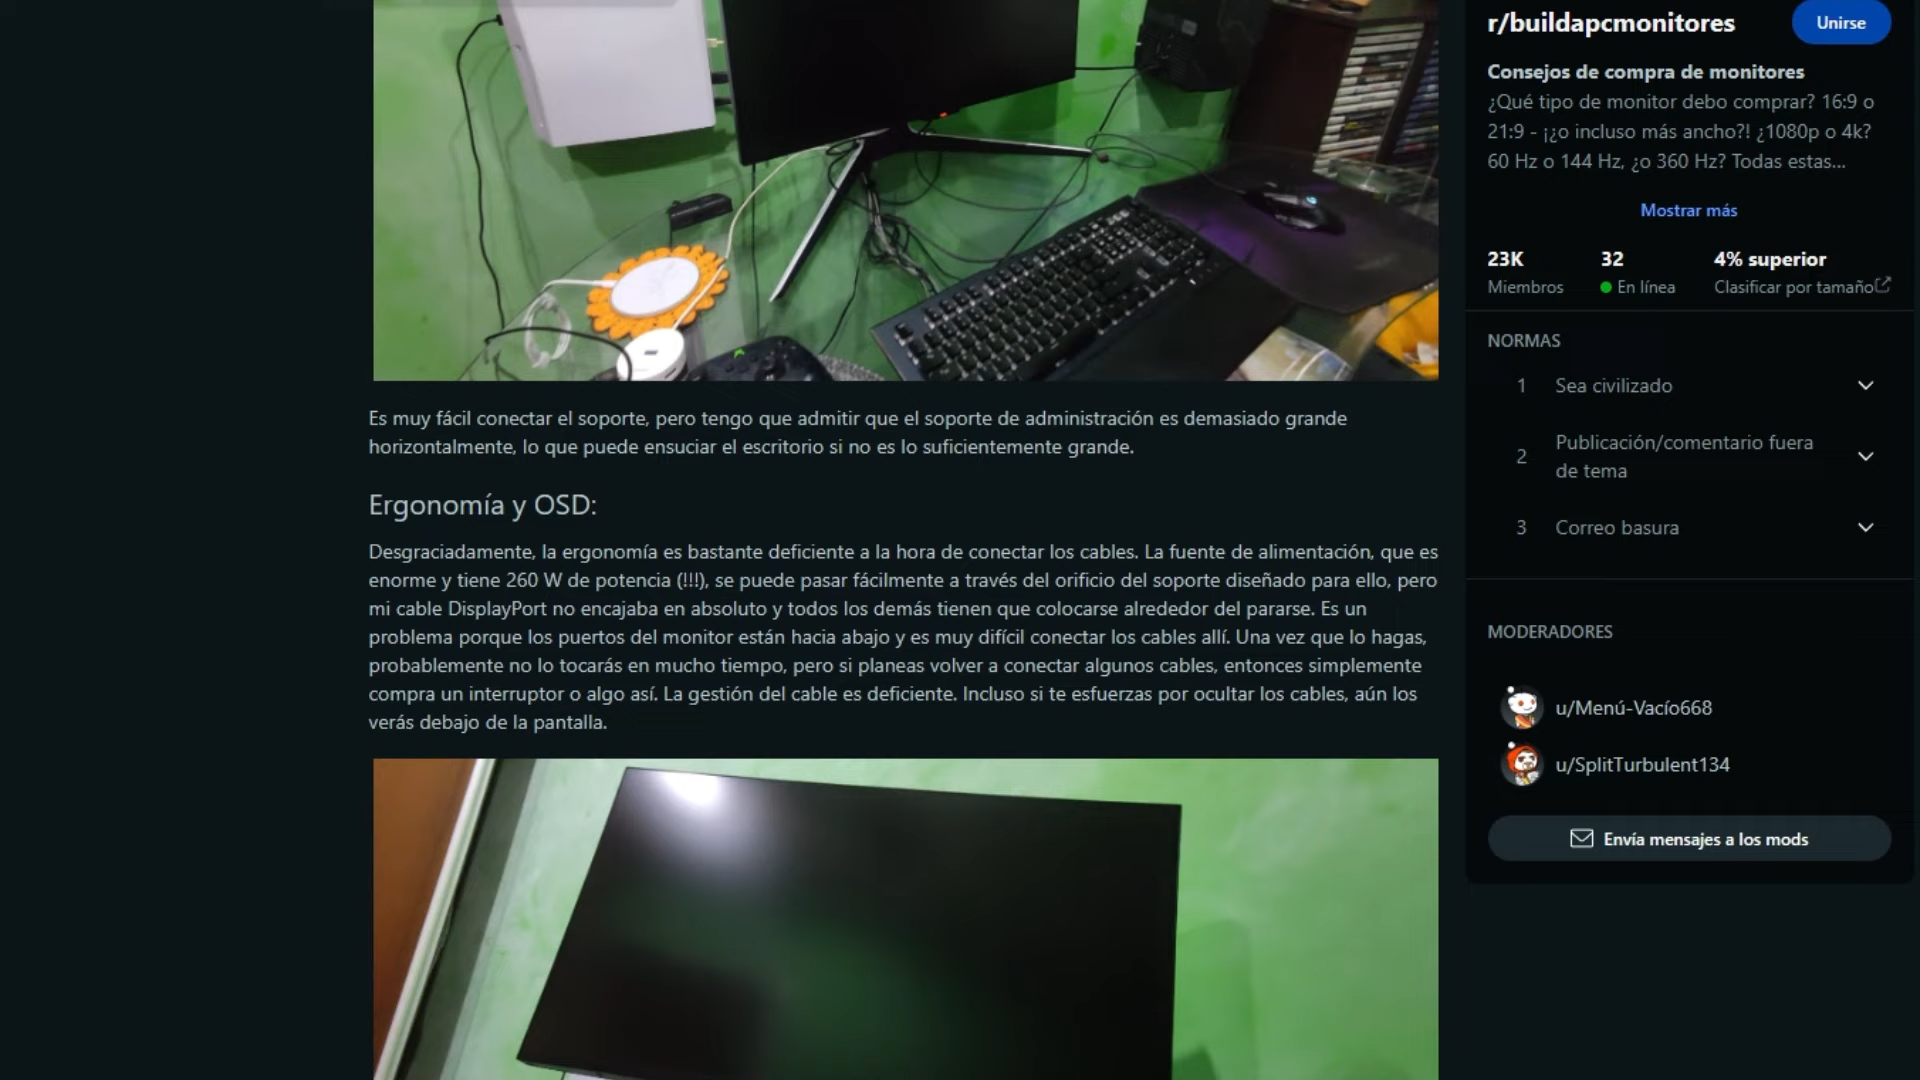 r/buildapcmonitores
Unirse
Consejos de compra de monitores
¿Qué tipo de monitor debo comprar? 16:9 o
21:9 - ¡¿o incluso más ancho?! ¿1080p o 4k?
60 Hz o 144 Hz, ¿o 360 Hz? Todas estas...
Mostrar más
23K
32
4% superior
Miembros
En línea
Clasificar por tamaño
Es muy fácil conectar el soporte, pero tengo que admitir que el soporte de administración es demasiado grande
horizontalmente, lo que puede ensuciar el escritorio si no es lo suficientemente grande.
Ergonomía y OSD:
Desgraciadamente, la ergonomía es bastante deficiente a la hora de conectar los cables. La fuente de alimentación, que es
enorme y tiene 260 W de potencia (!!!), se puede pasar fácilmente a través del orificio del soporte diseñado para ello, pero
mi cable DisplayPort no encajaba en absoluto y todos los demás tienen que colocarse alrededor del pararse. Es un
problema porque los puertos del monitor están hacia abajo y es muy difícil conectar los cables allí. Una vez que lo hagas,
probablemente no lo tocarás en mucho tiempo, pero si planeas volver a conectar algunos cables, entonces simplemente
compra un interruptor o algo así. La gestión del cable es deficiente. Incluso si te esfuerzas por ocultar los cables, aún los
verás debajo de la pantalla.
NORMAS
1 Sea civilizado
2 Publicación/comentario fuera
de tema
3 Correo basura
MODERADORES
u/Menú-Vacío668
u/SplitTurbulent134
Envía mensajes a los mods